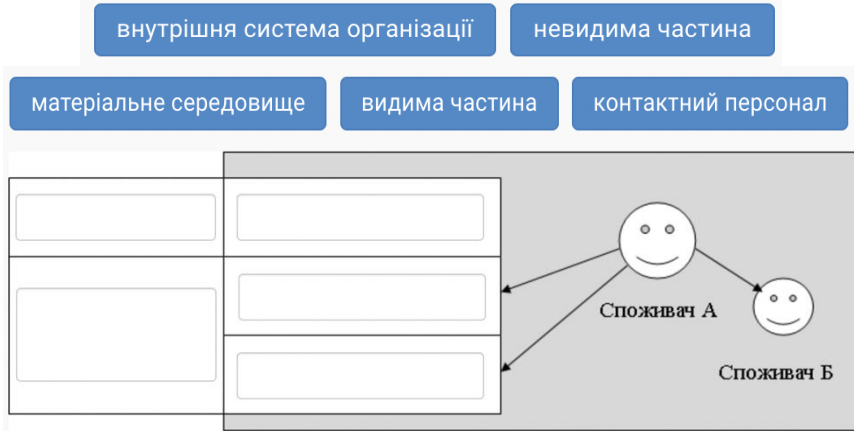 внутрішня система організації
невидима частина
матеріальне середовище
видима частина
контактний персонал
Споживач А
Споживач Б